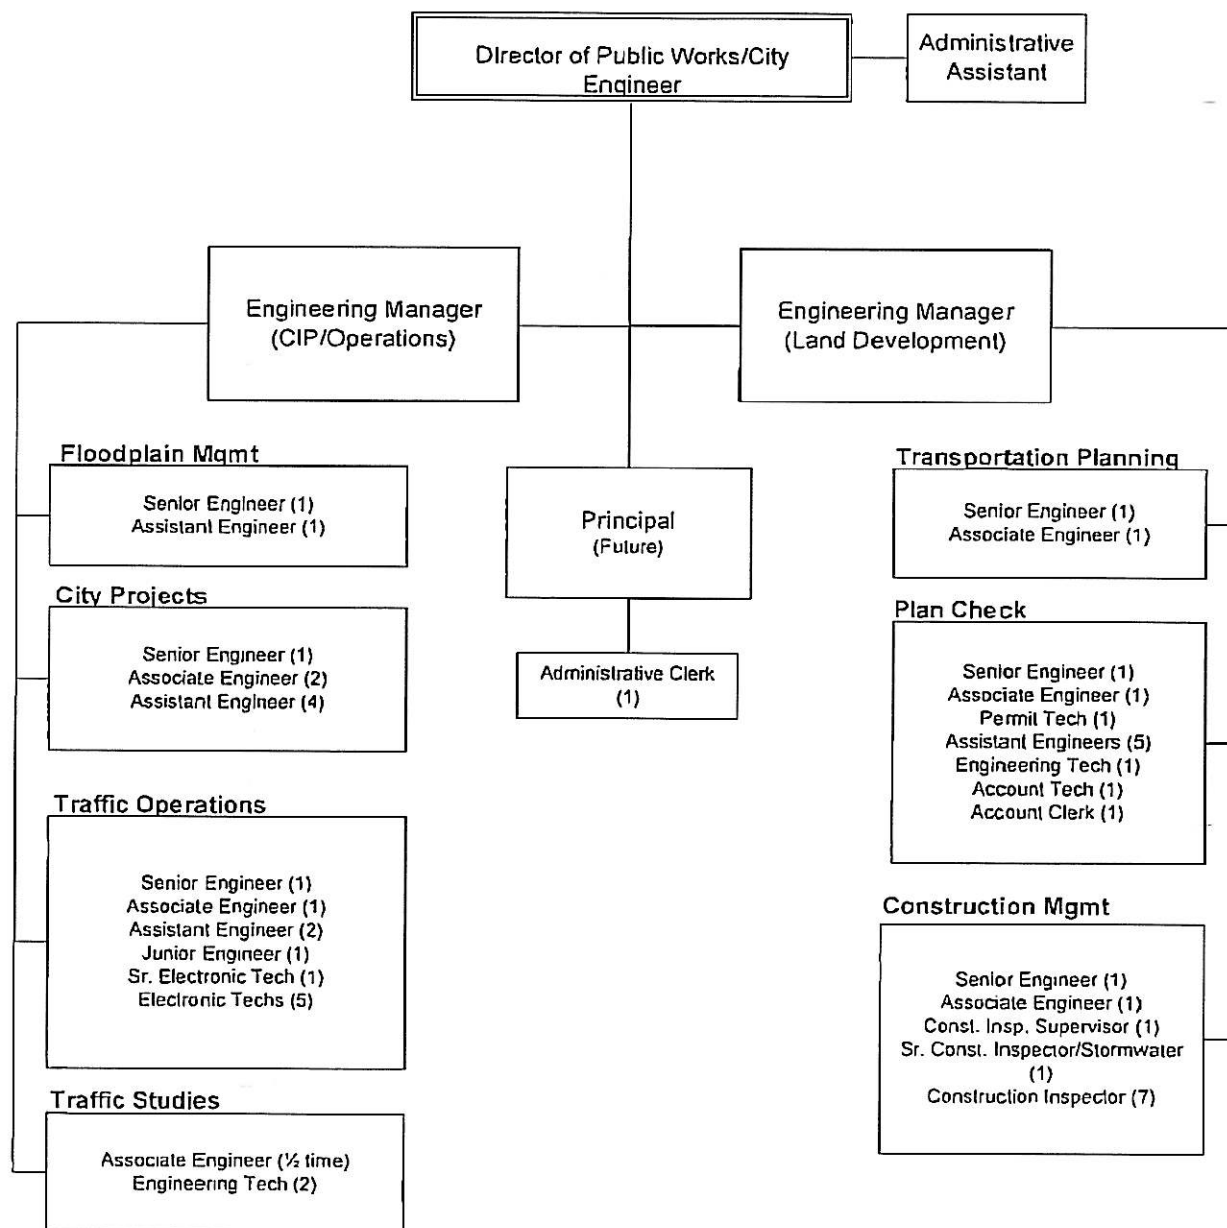 Director of Public Works/City
Engineer
Administrative
Assistant
Engineering Manager
(CIP/Operations)
Engineering Manager
(Land Development)
Floodplain Mgmt
Senior Engineer (1)
Assistant Engineer (1)
City Projects
Senior Engineer (1)
Associate Engineer (2)
Assistant Engineer (4)
Traffic Operations
Senior Engineer (1)
Associate Engineer (1)
Assistant Engineer (2)
Junior Engineer (1)
Sr. Electronic Tech (1)
Electronic Techs (5)
Traffic Studies
Associate Engineer (½ time)
Engineering Tech (2)
Principal
(Future)
Administrative Clerk
(1)
Transportation Planning
Senior Engineer (1)
Associate Engineer (1)
Plan Check
Senior Engineer (1)
Associate Engineer (1)
Permit Tech (1)
Assistant Engineers (5)
Engineering Tech (1)
Account Tech (1)
Account Clerk (1)
Construction Mgmt
Senior Engineer (1)
Associate Engineer (1)
Const. Insp. Supervisor (1)
Sr. Const. Inspector/Stormwater
(1)
Construction Inspector (7)